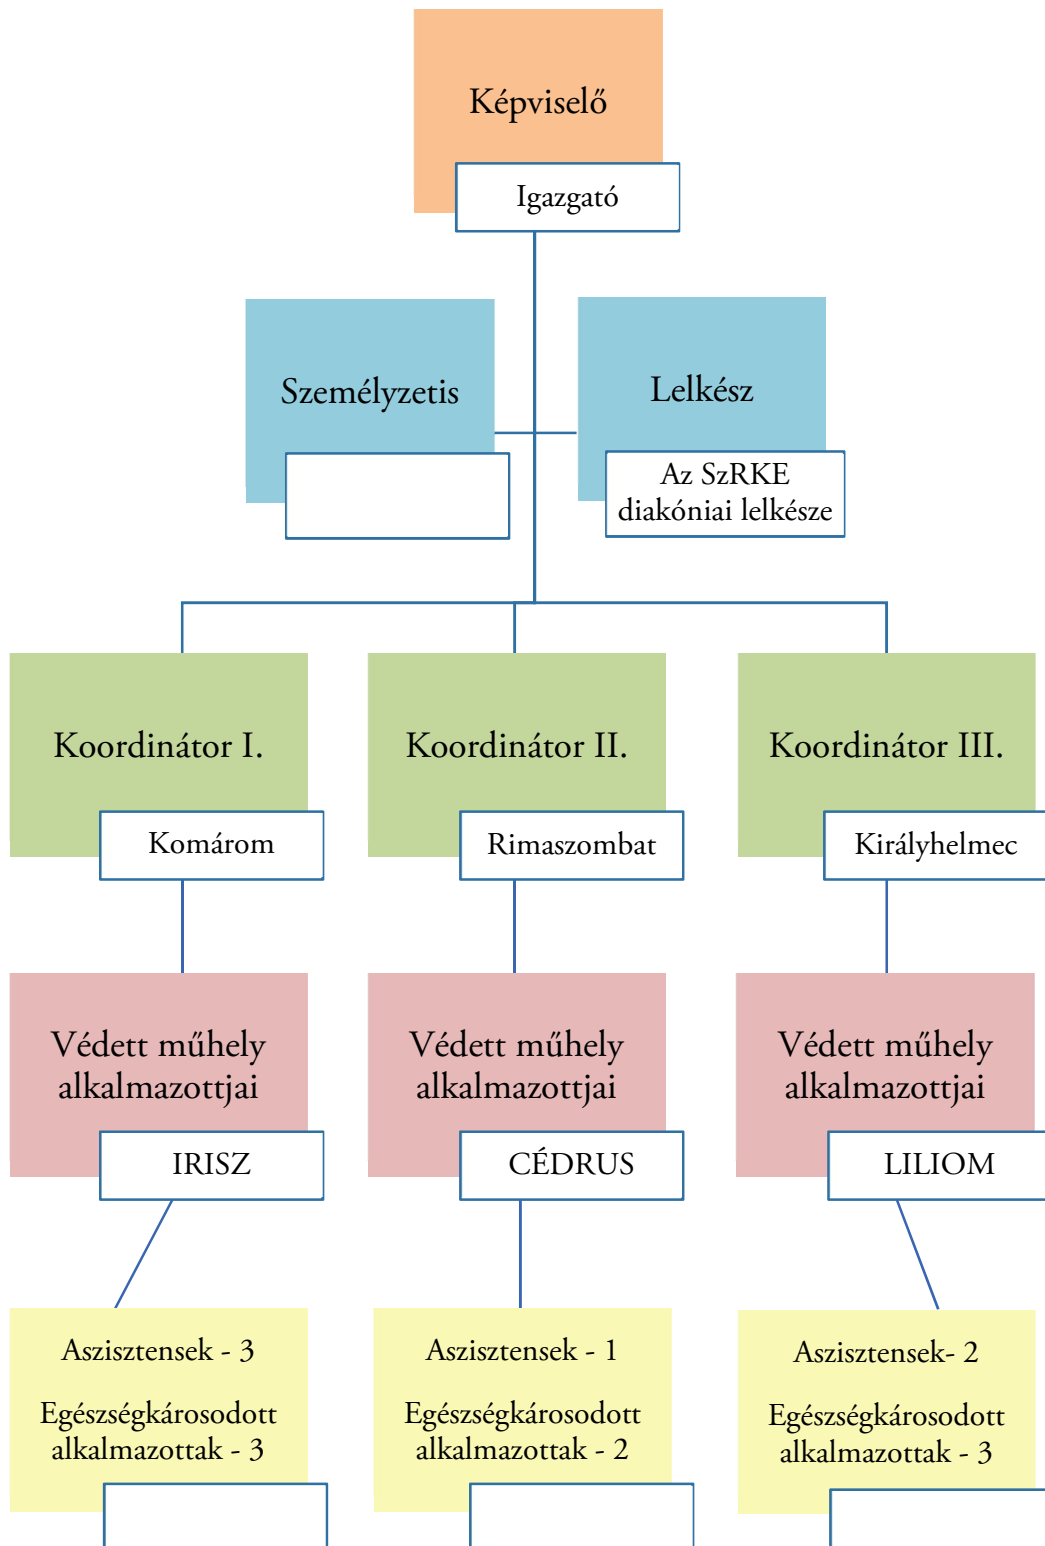 Képviselő
Igazgató
Személyzetis
Lelkész
Az SzRKE
diakóniai lelkésze
Koordinátor I.
Komárom
Koordinátor II.
Rimaszombat
Koordinátor III.
Királyhelmec
Védett műhely
alkalmazottjai
IRISZ
Védett műhely
alkalmazottjai
CÉDRUS
Védett műhely
alkalmazottjai
LILIOM
Aszisztensek - 3
Egészségkárosodott
alkalmazottak - 3
Aszisztensek - 1
Egészségkárosodott
alkalmazottak - 2
Aszisztensek- 2
Egészségkárosodott
alkalmazottak - 3